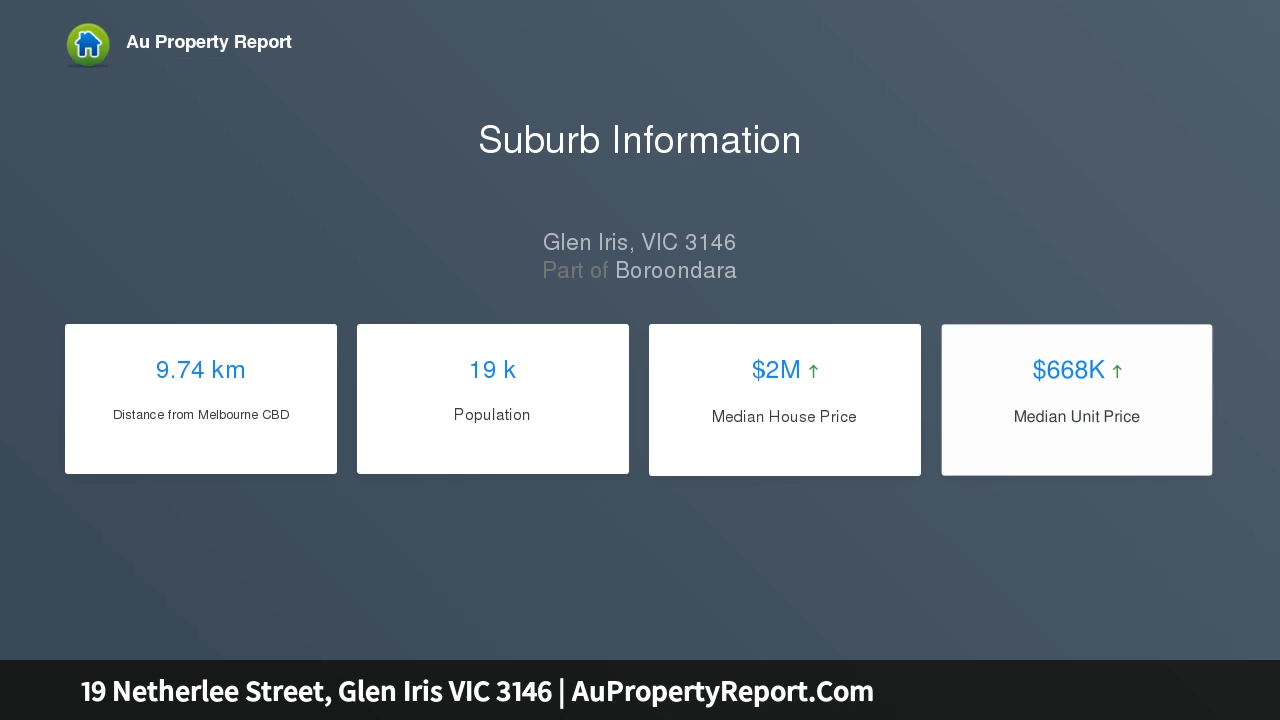 Au Property Report
Suburb Information
Glen Iris, VIC 3146
Part of Boroondara
9.74 km
Distance from Melbourne CBD
19 k
Population
$2M ↑
Median House Price
$668K ↑
Median Unit Price
19 Netherlee Street, Glen Iris VIC 3146 | AuPropertyReport.Com